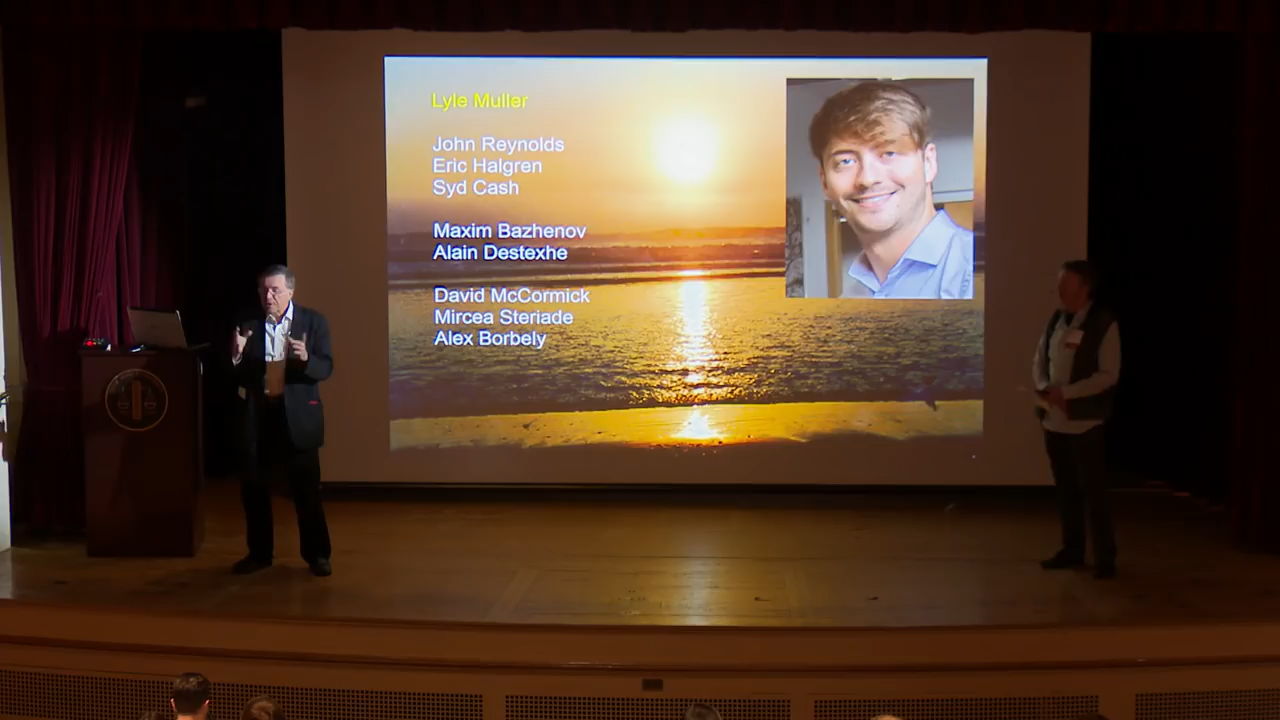 Lyle Muller
John Reynolds
Eric Halgren
Syd Cash
Maxim Bazhenov
Alain Destexhe
David McCormick
Mircea Steriade
Alex Borbely